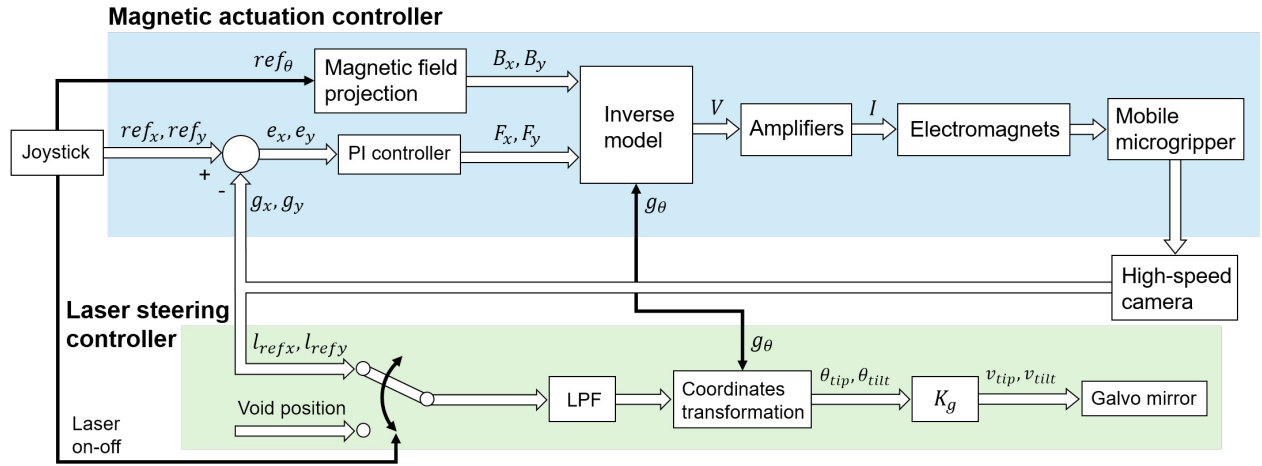 Magnetic actuation controller
ref_θ
Magnetic field
projection
B_x, B_y
Inverse
model
V
Amplifiers
I
Electromagnets
Mobile
microgripper
Joystick
ref_x, ref_y
e_x, e_y
PI controller
F_x, F_y
+
-
g_x, g_y
g_θ
High-speed
camera
Laser steering
controller
l_refx, l_refy
g_θ
Void position
LPF
Coordinates
transformation
θ_tip, θ_tilt
K_g
v_tip, v_tilt
Galvo mirror
Laser
on-off